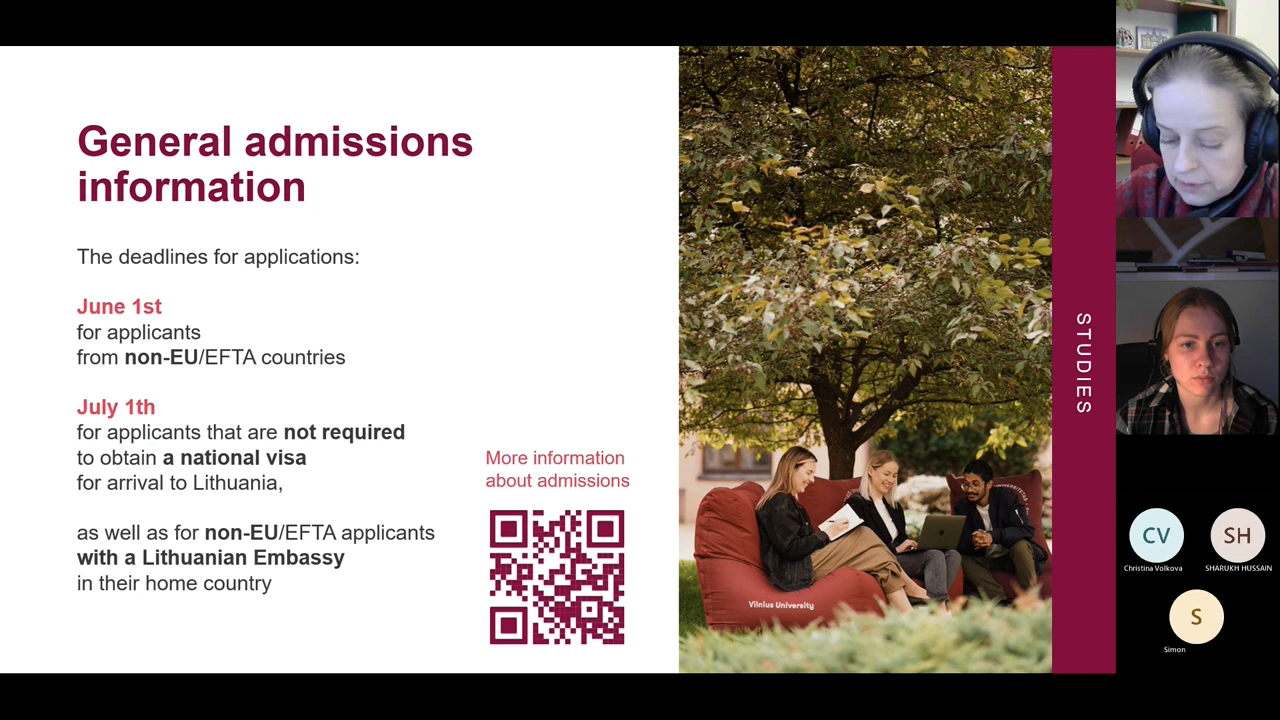 General admissions
information
The deadlines for applications:
June 1st
for applicants
from non-EU/EFTA countries
July 1th
for applicants that are not required
to obtain a national visa
for arrival to Lithuania,
as well as for non-EU/EFTA applicants
with a Lithuanian Embassy
in their home country
More information
about admissions
Vilnius University
STUDIES
CV
Christina Volkova
SH
SHARUKH HUSSAIN
S
Simon